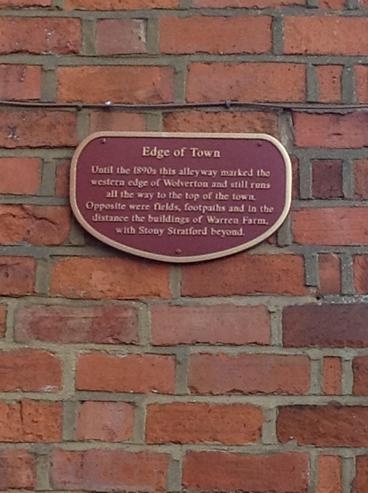 Edge of Town
Until the 1890s this alleyway marked the
western edge of Wolverton and still runs
all the way to the top of the town.
Opposite were fields, footpaths and in the
distance the buildings of Warren Farm,
with Stony Stratford beyond.